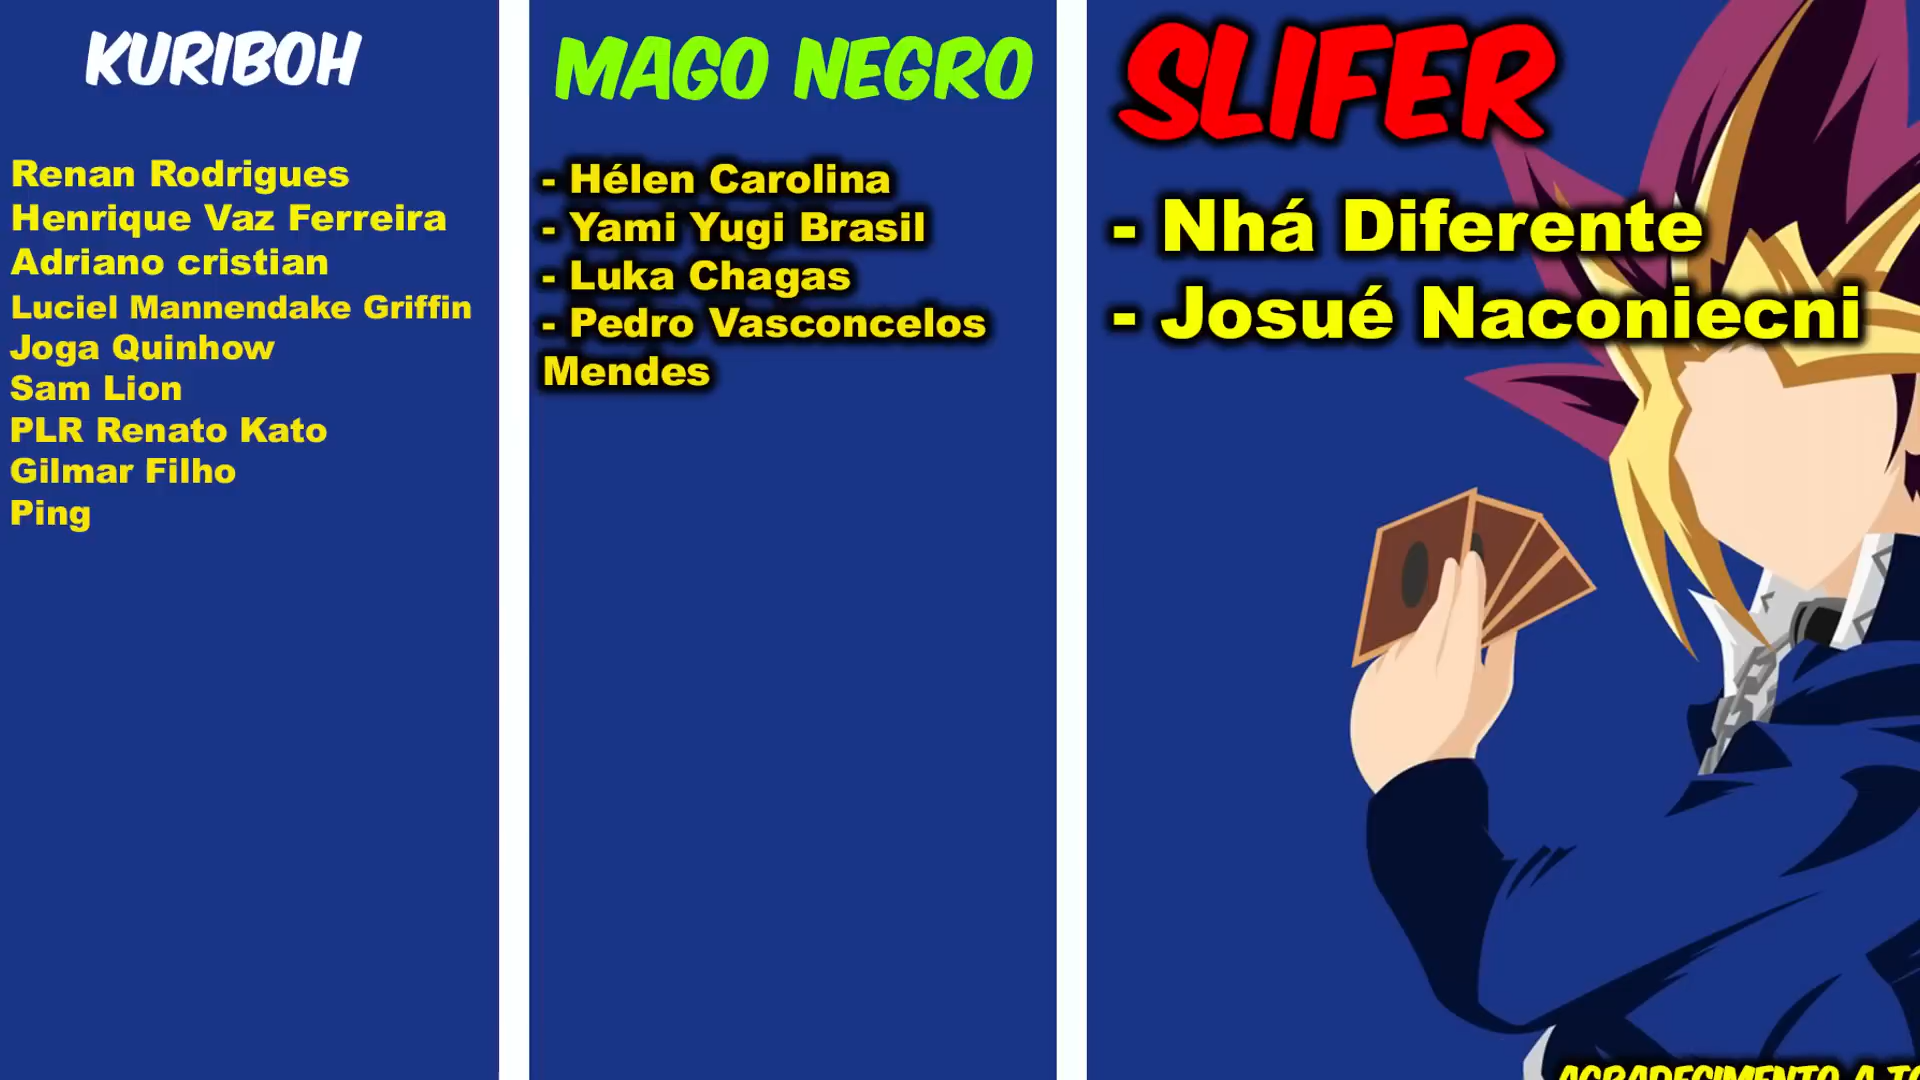 KURIBOH
Renan Rodrigues
Henrique Vaz Ferreira
Adriano cristian
Luciel Mannendake Griffin
Joga Quinhow
Sam Lion
PLR Renato Kato
Gilmar Filho
Ping
MAGO NEGRO
- Hélen Carolina
- Yami Yugi Brasil
- Luka Chagas
- Pedro Vasconcelos
Mendes
SLIFER
- Nhá Diferente
- Josué Naconiecni
AGRADECIMENTO A